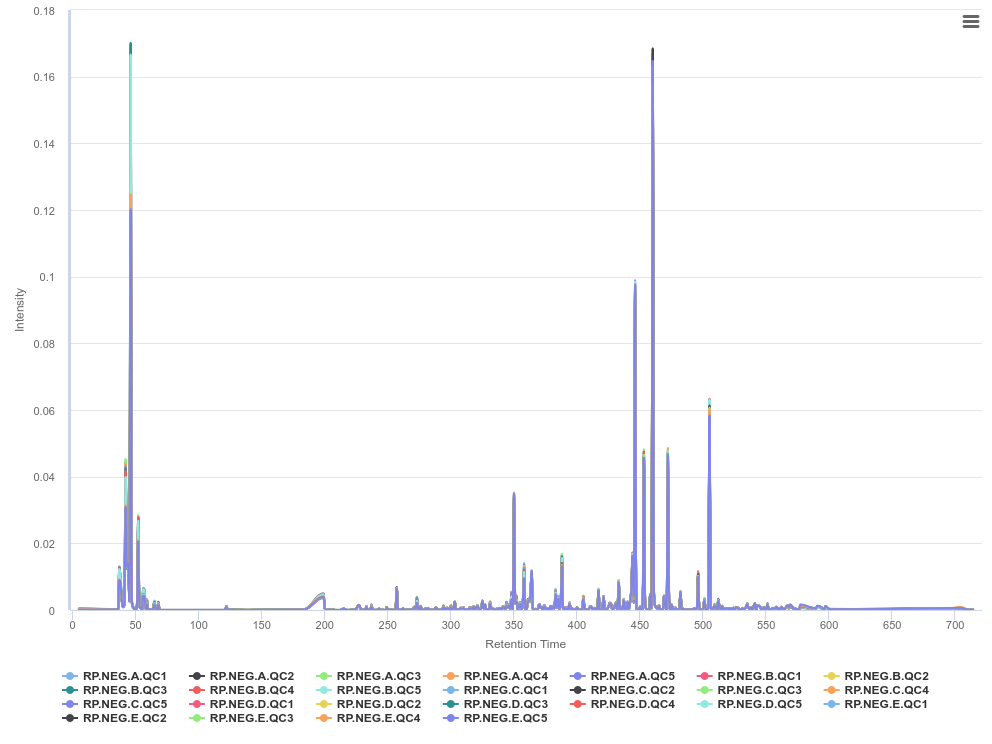 0.18
0.16
0.14
0.12
0.1
0.08
0.06
0.04
0.02
0
Intensity
0 50 100 150 200 250 300 350 400 450 500 550 600 650 700
Retention Time
RP.NEG.A.QC1 RP.NEG.A.QC2 RP.NEG.A.QC3 RP.NEG.A.QC4 RP.NEG.A.QC5 RP.NEG.B.QC1 RP.NEG.B.QC2
RP.NEG.B.QC3 RP.NEG.B.QC4 RP.NEG.B.QC5 RP.NEG.C.QC1 RP.NEG.C.QC2 RP.NEG.C.QC3 RP.NEG.C.QC4
RP.NEG.C.QC5 RP.NEG.D.QC1 RP.NEG.D.QC2 RP.NEG.D.QC3 RP.NEG.D.QC4 RP.NEG.D.QC5 RP.NEG.E.QC1
RP.NEG.E.QC2 RP.NEG.E.QC3 RP.NEG.E.QC4 RP.NEG.E.QC5